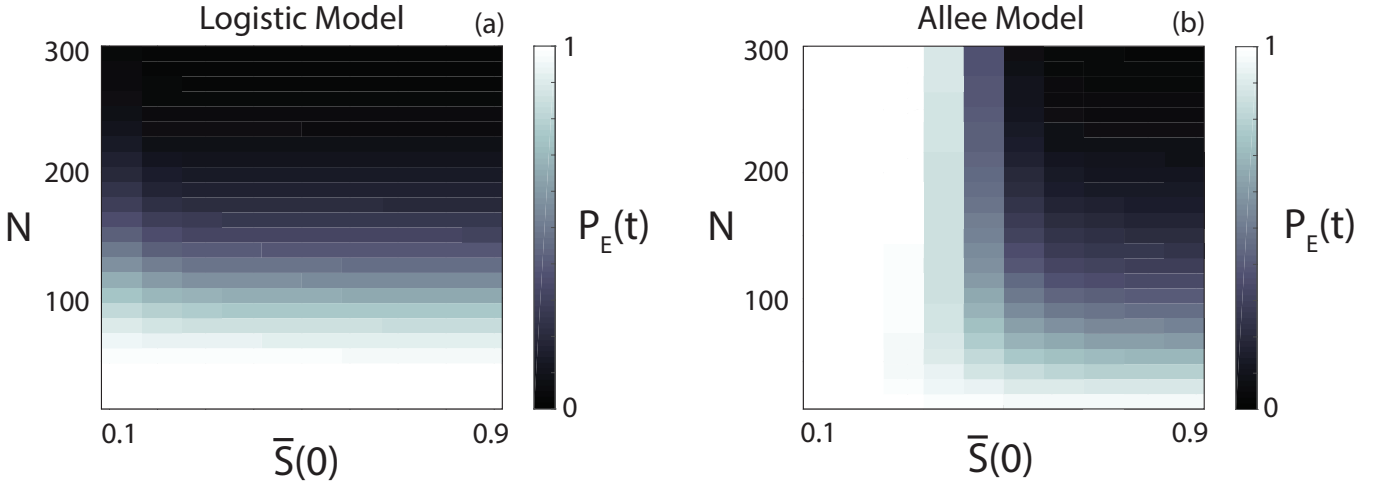 Logistic Model (a)
300
200
N
100
0.1 0.9
S̅(0)
1
P_E(t)
0
Allee Model (b)
300
200
N
100
0.1 0.9
S̅(0)
1
P_E(t)
0